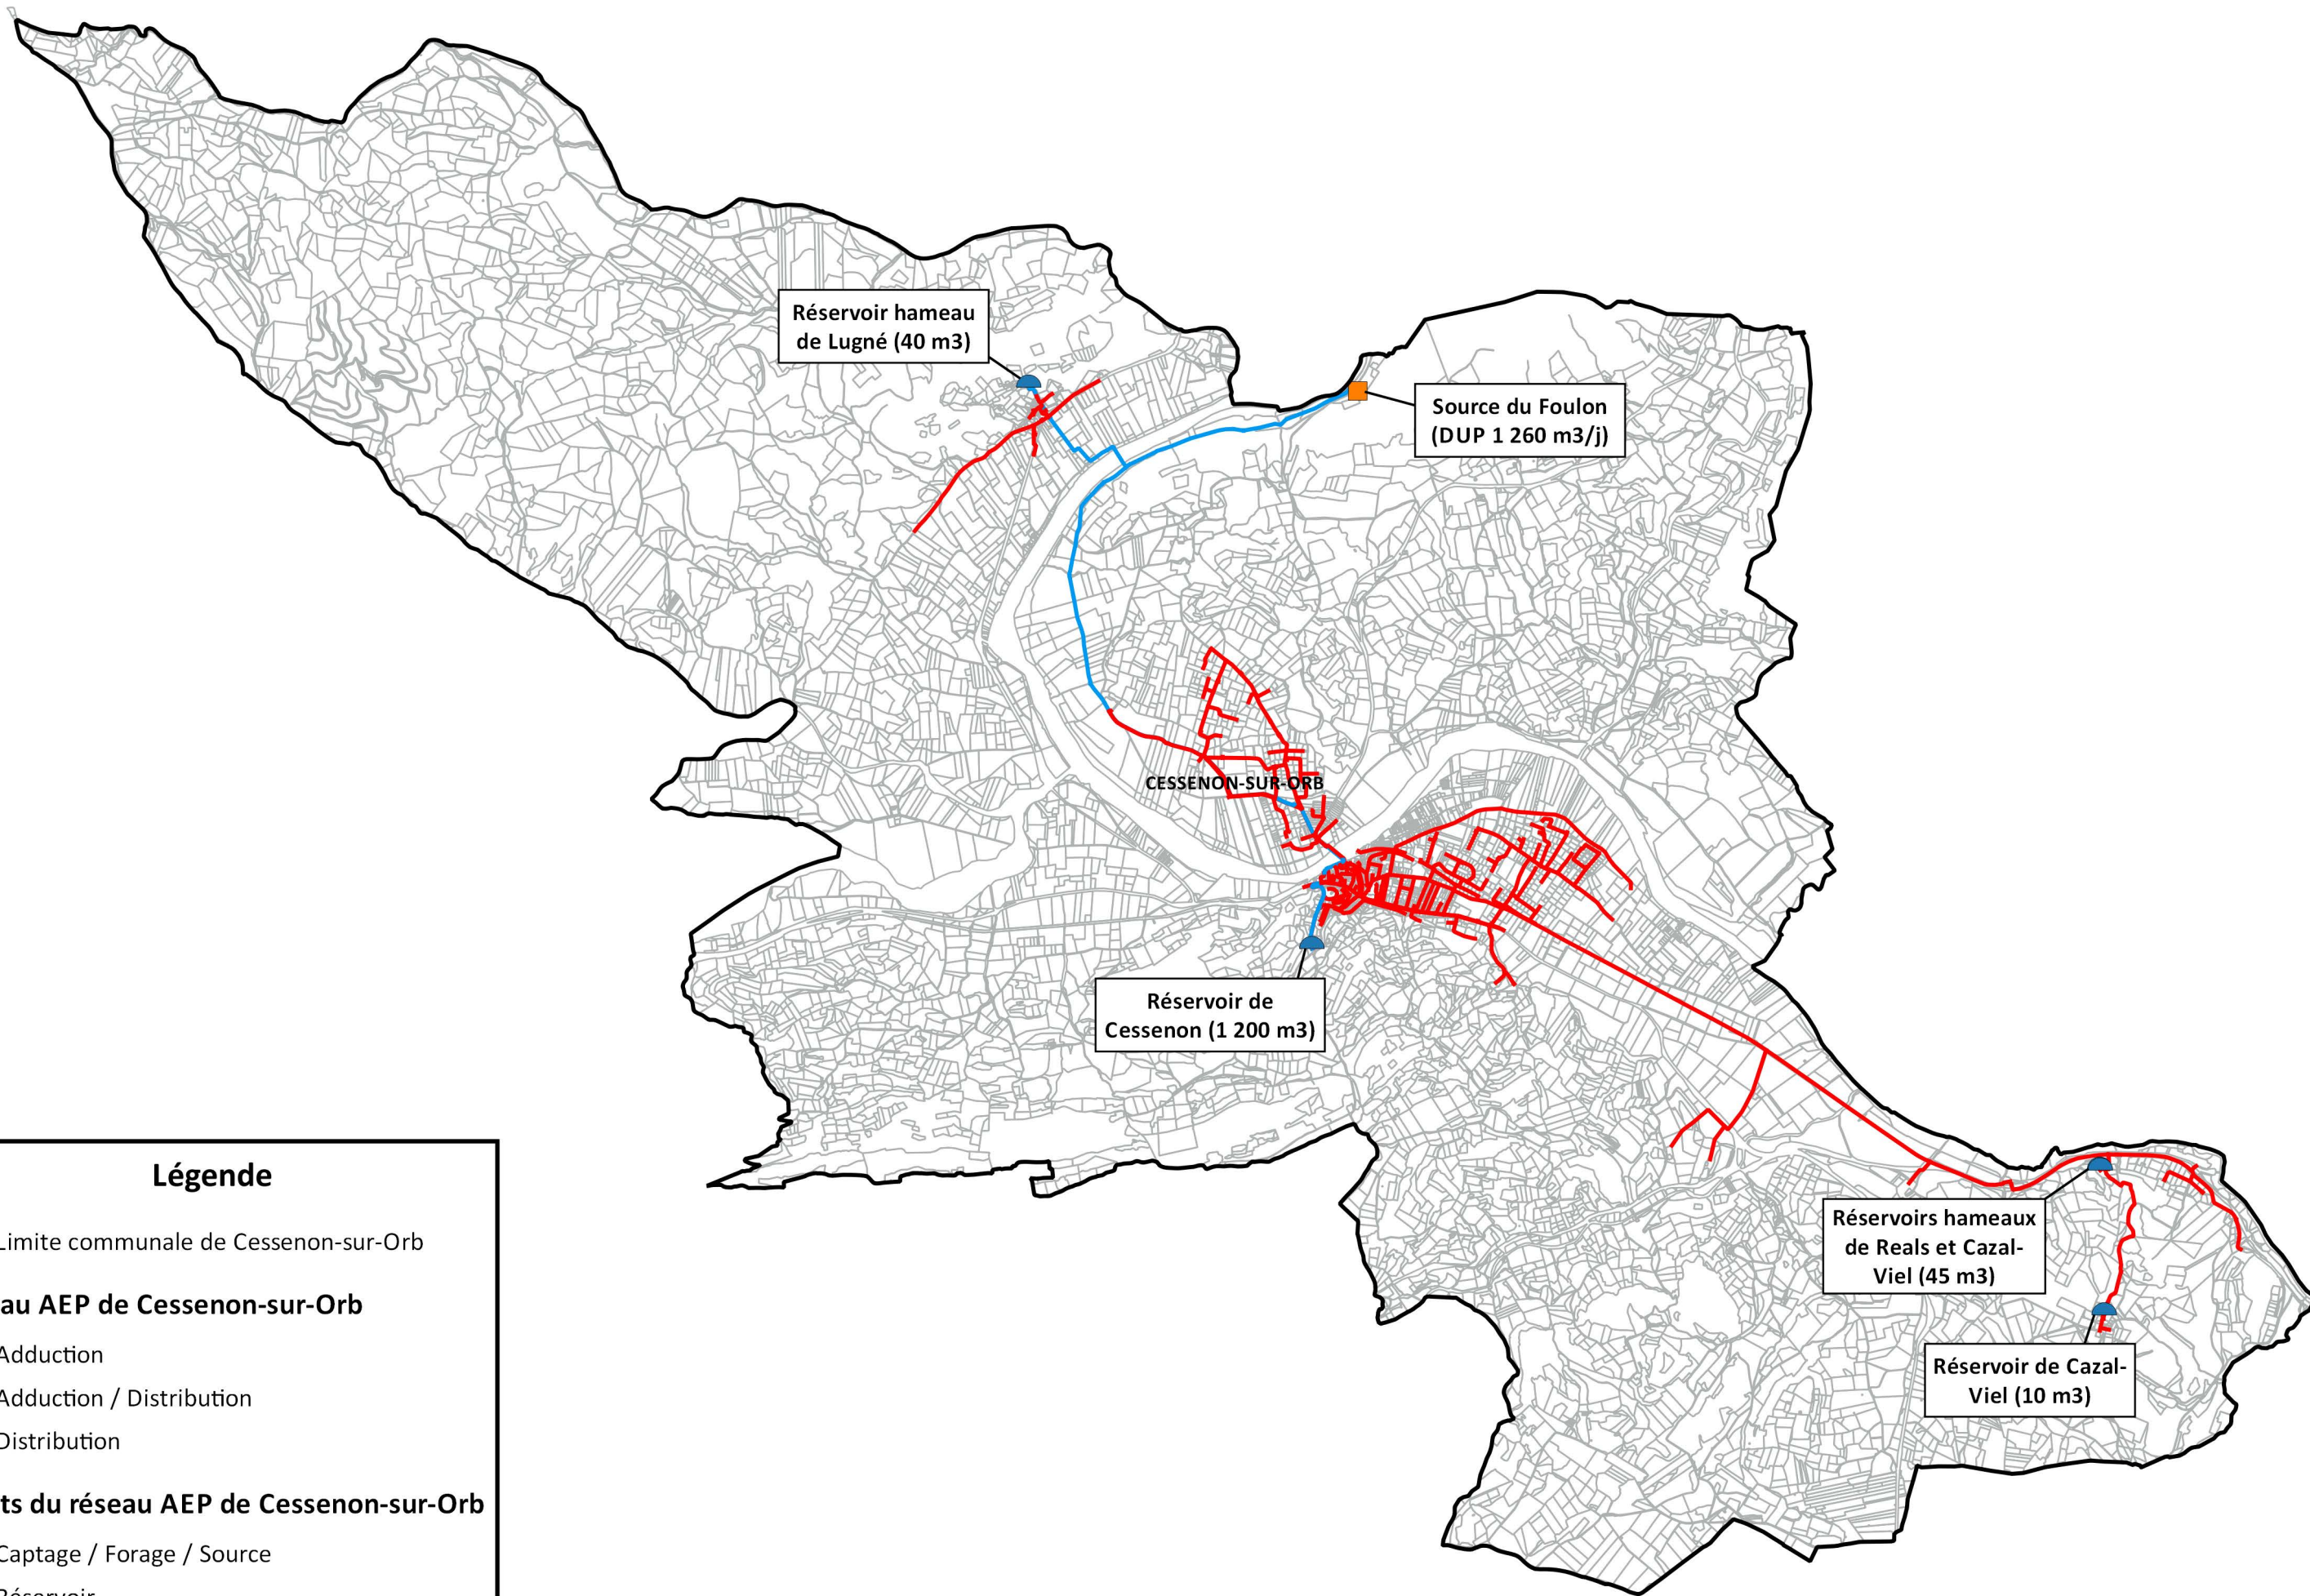 Réservoir hameau
de Lugné (40 m3)
Source du Foulon
(DUP 1 260 m3/j)
CESSENON-SUR-ORB
Réservoir de
Cessenon (1 200 m3)
Réservoirs hameaux
de Reals et Cazal-
Viel (45 m3)
Réservoir de Cazal-
Viel (10 m3)
Légende
Limite communale de Cessenon-sur-Orb
au AEP de Cessenon-sur-Orb
Adduction
Adduction / Distribution
Distribution
ts du réseau AEP de Cessenon-sur-Orb
Captage / Forage / Source
Réservoir